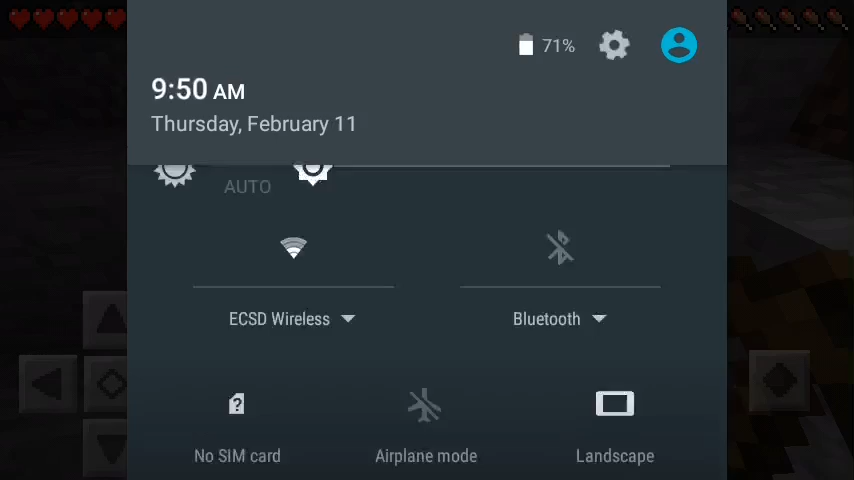 71%
9:50 AM
Thursday, February 11
AUTO
ECSD Wireless
Bluetooth
No SIM card
Airplane mode
Landscape